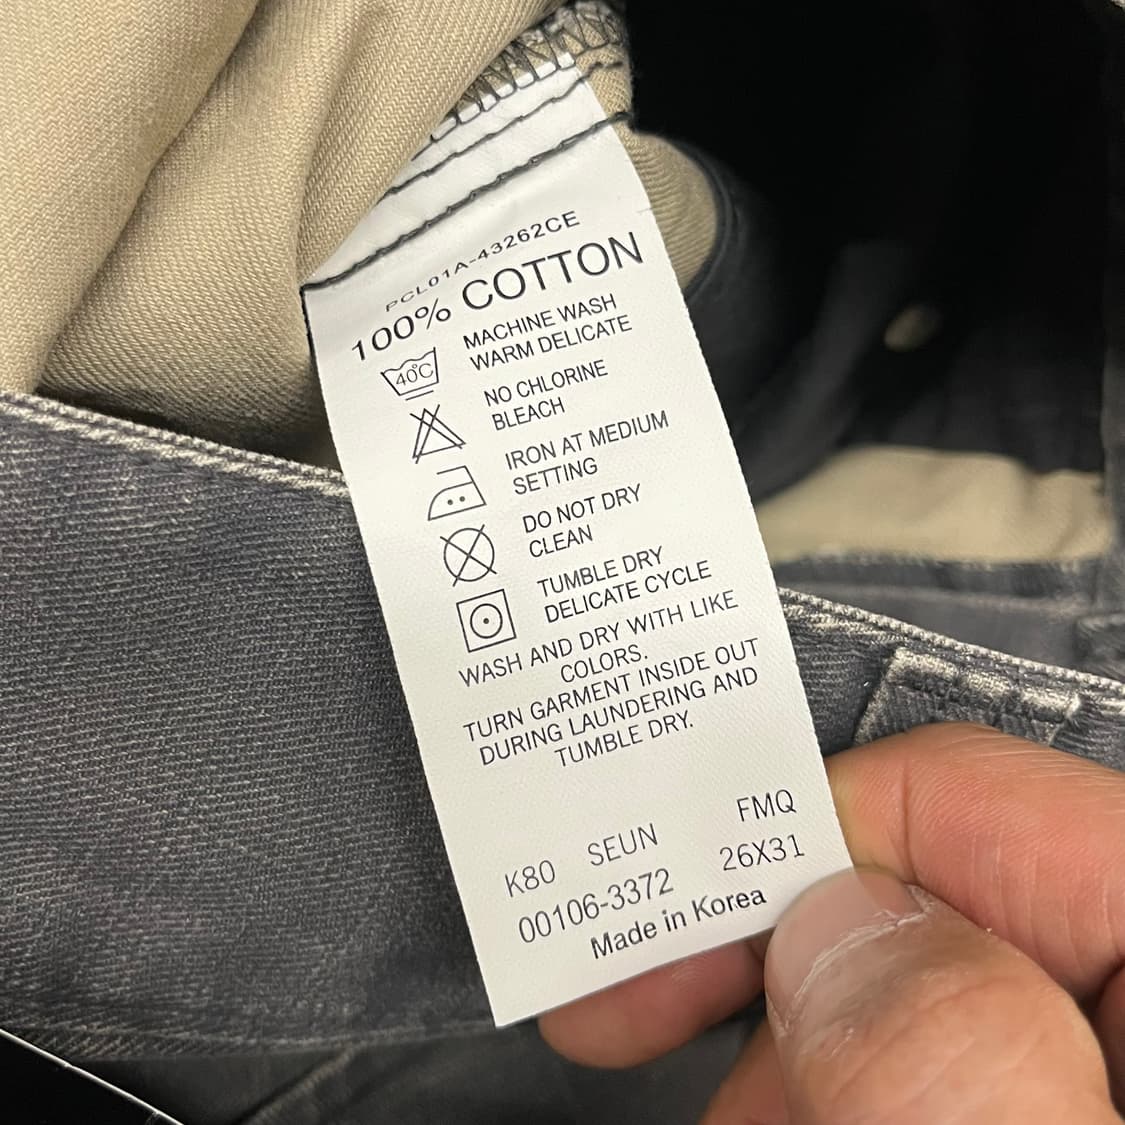 PCL01A-43262CE
100% COTTON
40°C
MACHINE WASH
WARM DELICATE
NO CHLORINE
BLEACH
IRON AT MEDIUM
SETTING
DO NOT DRY
CLEAN
TUMBLE DRY
DELICATE CYCLE
WASH AND DRY WITH LIKE
COLORS.
TURN GARMENT INSIDE OUT
DURING LAUNDERING AND
TUMBLE DRY.
FMQ
K80 SEUN
26X31
00106-3372
Made in Korea